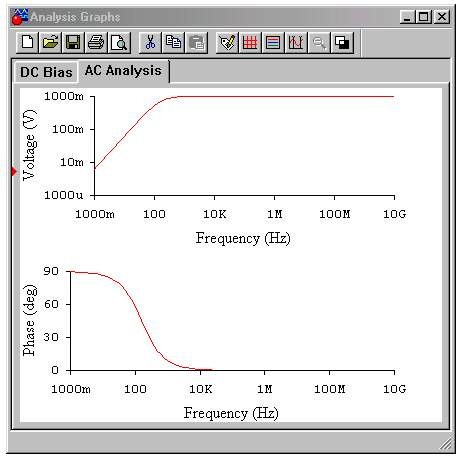 Analysis Graphs
DC Bias AC Analysis
1000m
100m
10m
1000u
Voltage (V)
1000m 100 10K 1M 100M 10G
Frequency (Hz)
90
60
30
0
Phase (deg)
1000m 100 10K 1M 100M 10G
Frequency (Hz)